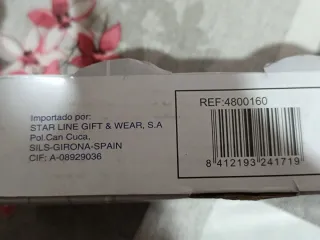 Importado por:
STAR LINE GIFT & WEAR, S.A
Pol.Can Cuca,
SILS-GIRONA-SPAIN
CIF: A-08929036
REF:4800160
8 412193 241719